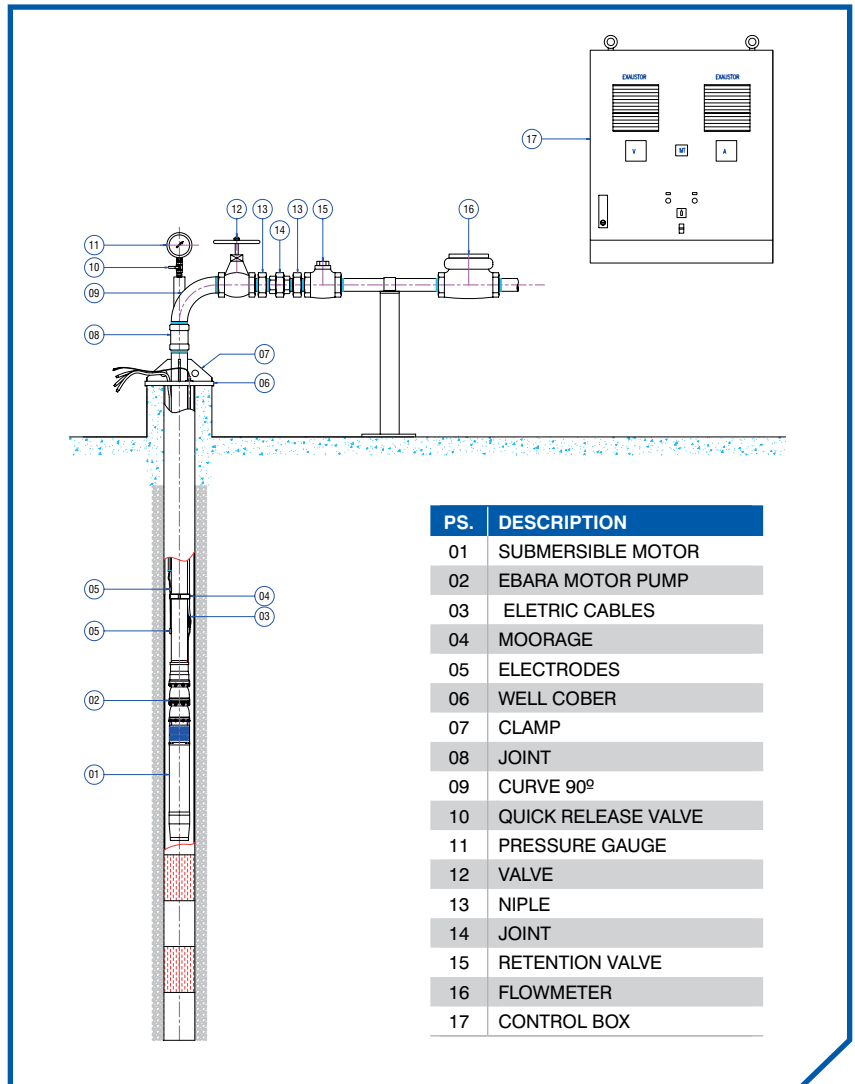 EXAUSTOR EXAUSTOR
17
V MT A
12 13 14 13 15 16
11
10
09
08
07
06
05
04
03
05
02
01
PS. DESCRIPTION
01 SUBMERSIBLE MOTOR
02 EBARA MOTOR PUMP
03 ELETRIC CABLES
04 MOORAGE
05 ELECTRODES
06 WELL COBER
07 CLAMP
08 JOINT
09 CURVE 90º
10 QUICK RELEASE VALVE
11 PRESSURE GAUGE
12 VALVE
13 NIPLE
14 JOINT
15 RETENTION VALVE
16 FLOWMETER
17 CONTROL BOX